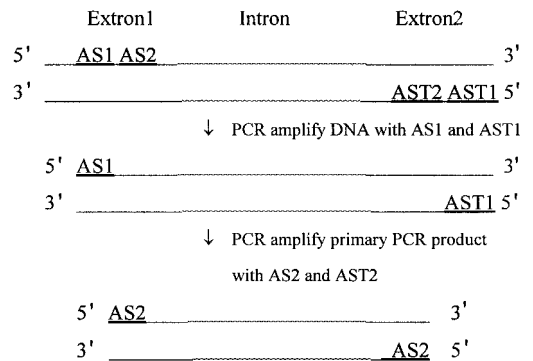 Extron1 Intron Extron2
5' AS1 AS2 3'
3' AST2 AST1 5'
↓ PCR amplify DNA with AS1 and AST1
5' AS1 3'
3' AST1 5'
↓ PCR amplify primary PCR product
with AS2 and AST2
5' AS2 3'
3' AS2 5'